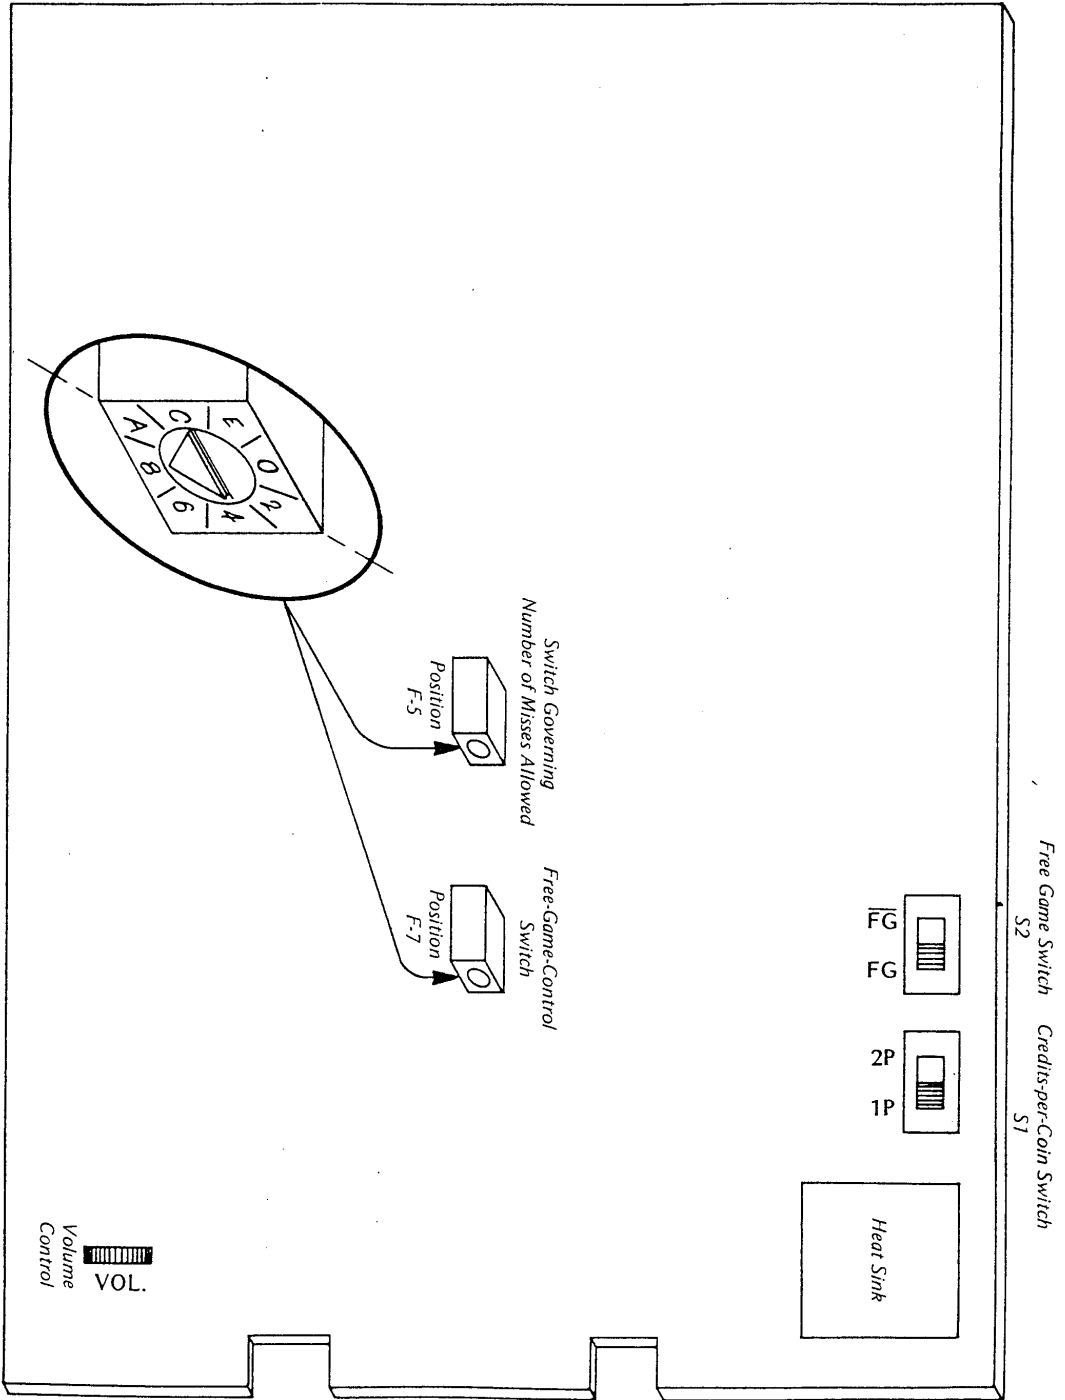 Free Game Switch
S2
Credits-per-Coin Switch
S1
FG
FG
2P
1P
Heat Sink
Switch Governing
Number of Misses Allowed
Position
F-5
Free-Game-Control
Switch
Position
F-7
0
2
4
6
8
A
C
E
Volume
Control
VOL.